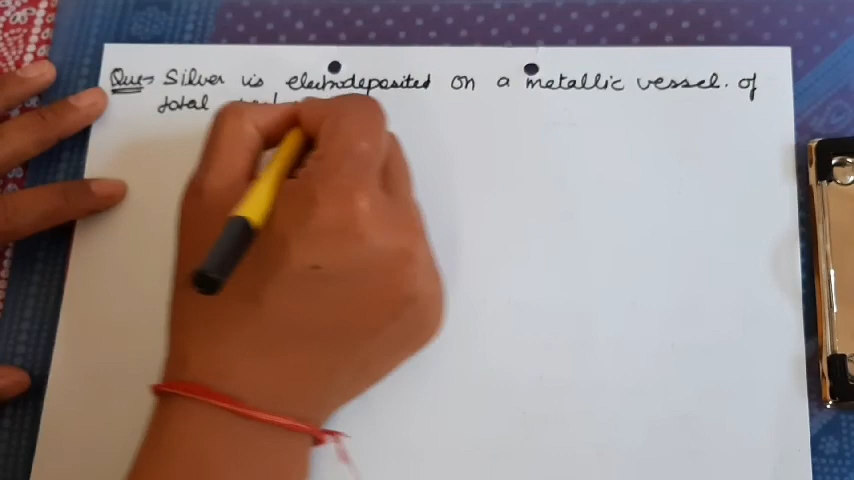 Ques Silver is electrodeposited on a metallic vessel. of
total